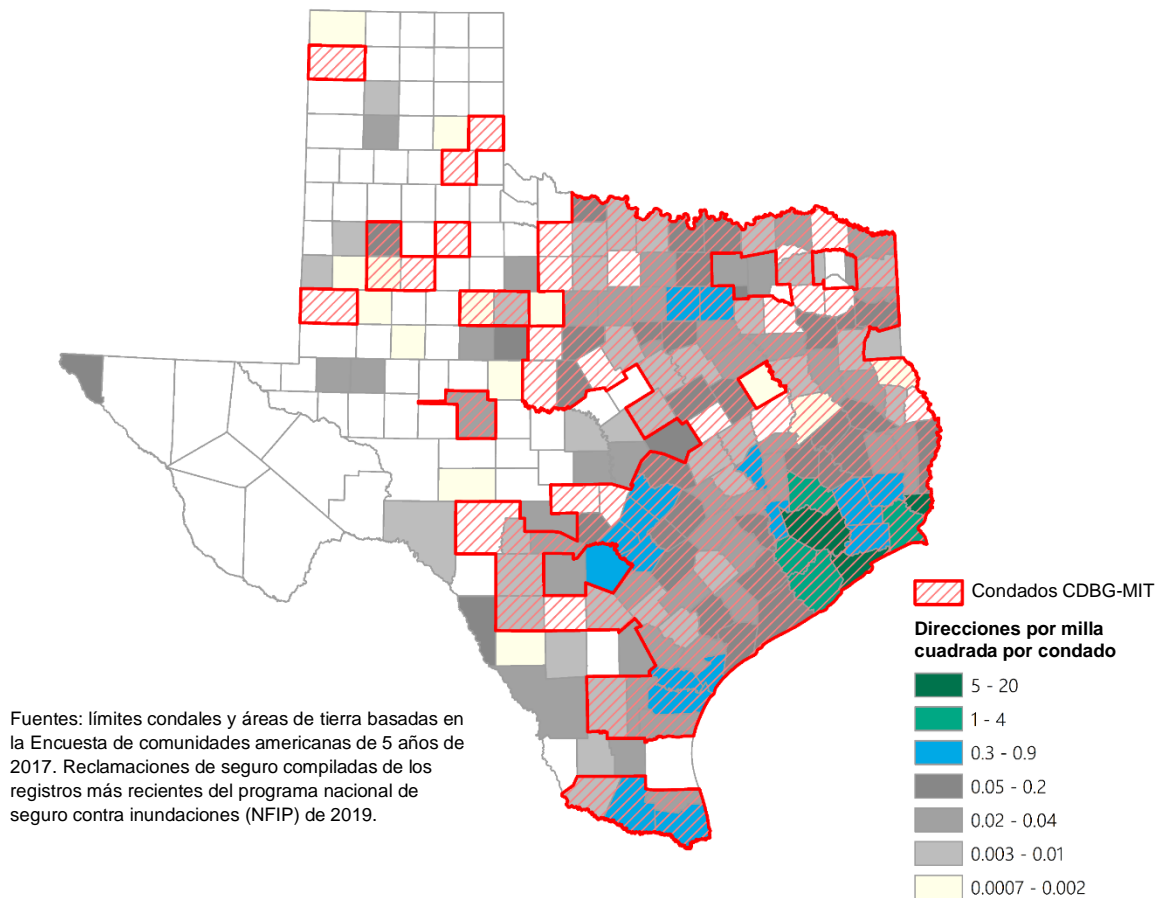 Condados CDBG-MIT
Direcciones por milla
cuadrada por condado
5 - 20
1 - 4
0.3 - 0.9
0.05 - 0.2
0.02 - 0.04
0.003 - 0.01
0.0007 - 0.002
Fuentes: límites condales y áreas de tierra basadas en
la Encuesta de comunidades americanas de 5 años de
2017. Reclamaciones de seguro compiladas de los
registros más recientes del programa nacional de
seguro contra inundaciones (NFIP) de 2019.